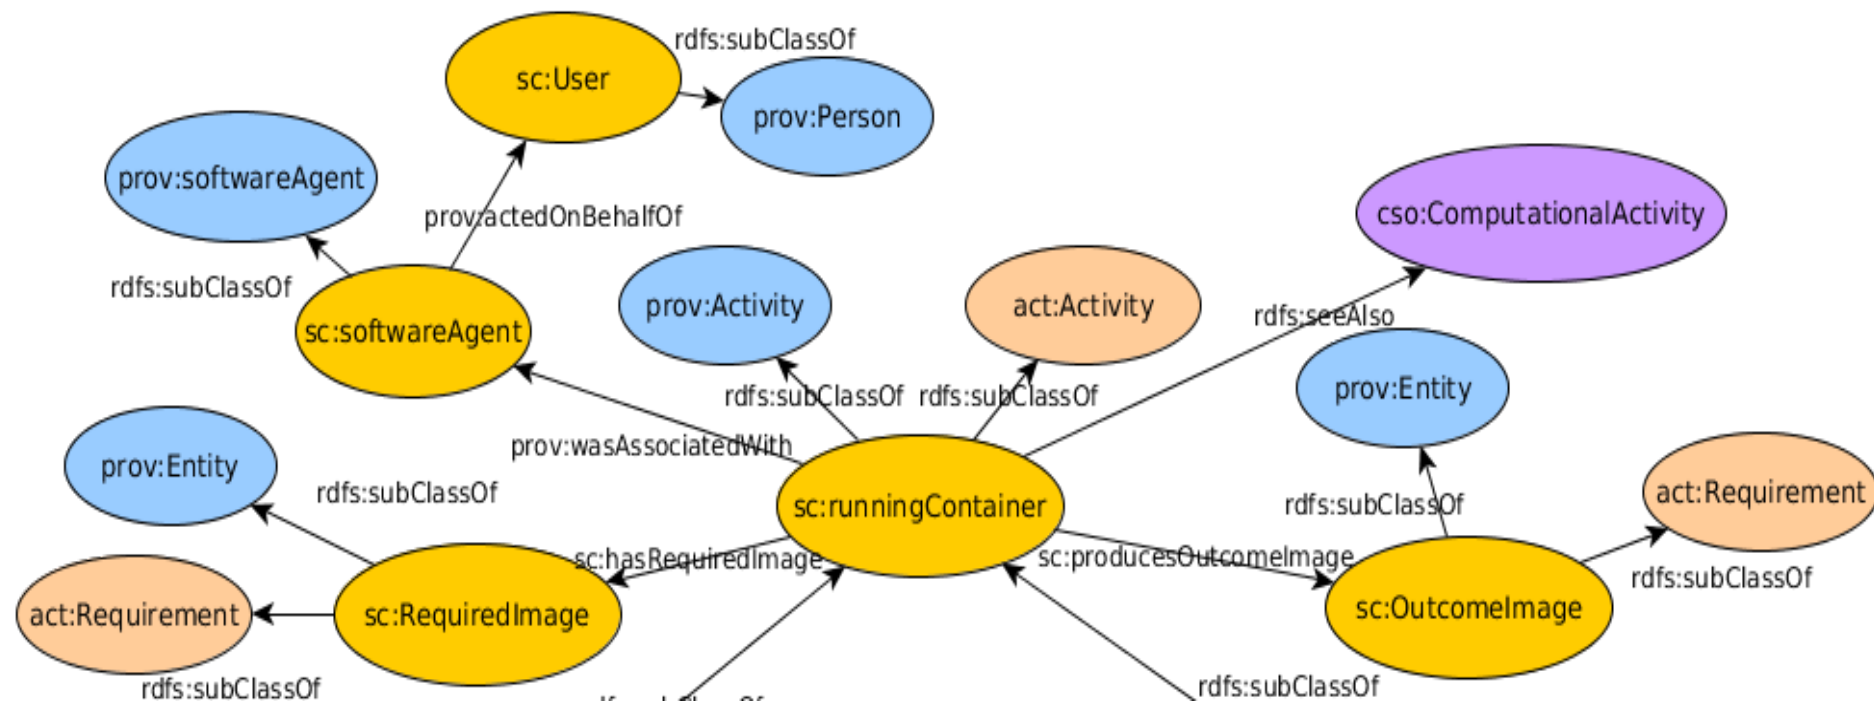 rdfs:subClassOf
sc:User
prov:Person
prov:softwareAgent
cso:ComputationalActivity
prov:actedOnBehalfOf
rdfs:subClassOf
prov:Activity
act:Activity
rdfs:seeAlso
sc:softwareAgent
prov:Entity
rdfs:subClassOf
rdfs:subClassOf
prov:wasAssociatedWith
prov:Entity
rdfs:subClassOf
act:Requirement
sc:runningContainer
rdfs:subClassOf
sc:hasRequiredImage
sc:producesOutcomeImage
rdfs:subClassOf
act:Requirement
sc:RequiredImage
sc:OutcomeImage
rdfs:subClassOf
rdfs:subClassOf